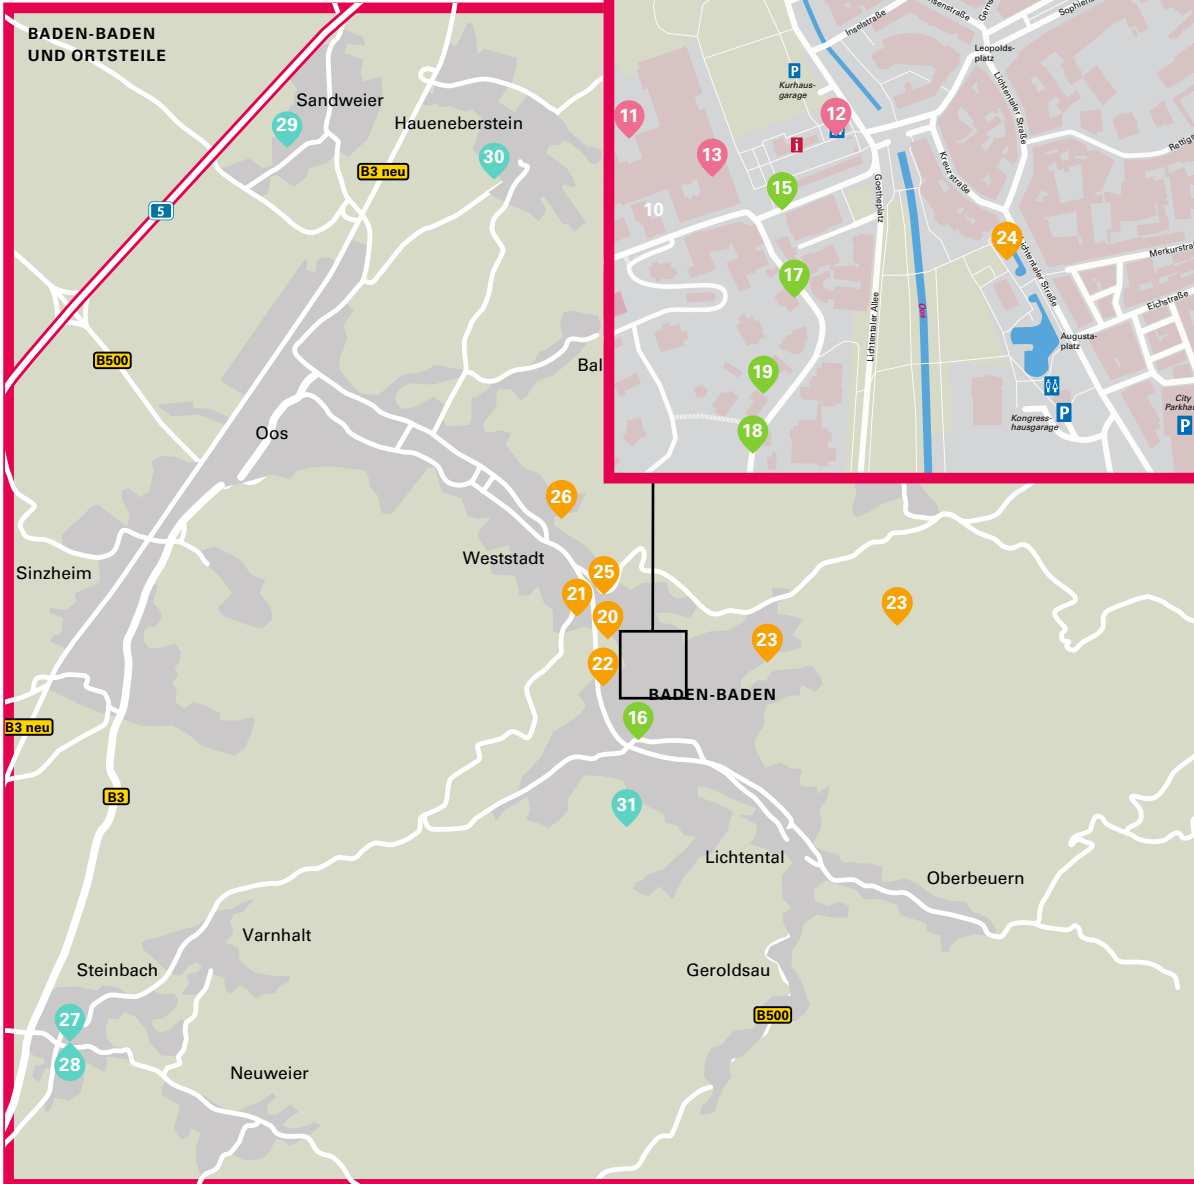 BADEN-BADEN
UND ORTSTEILE
Sandweier
29
Haueneberstein
30
B3 neu
5
B500
Bal
Oos
26
Weststadt
Sinzheim
25
21
20
22
23
23
BADEN-BADEN
16
B3 neu
B3
31
Lichtental
Oberbeuern
Varnhalt
Steinbach
Geroldsau
B500
27
28
Neuweier
Inselstraße
Sophien
Leopolds-
platz
P
Kurhaus-
garage
Lichtentaler Straße
11
12
i
13
15
10
Kreuzstraße
Goetheplatz
Rettig
24
Lichtentaler Straße
Merkurstra
17
Eichstraße
Oos
Lichtentaler Allee
Augusta-
platz
19
18
Kongress-
hausgarage
P
City
Parkhau
P